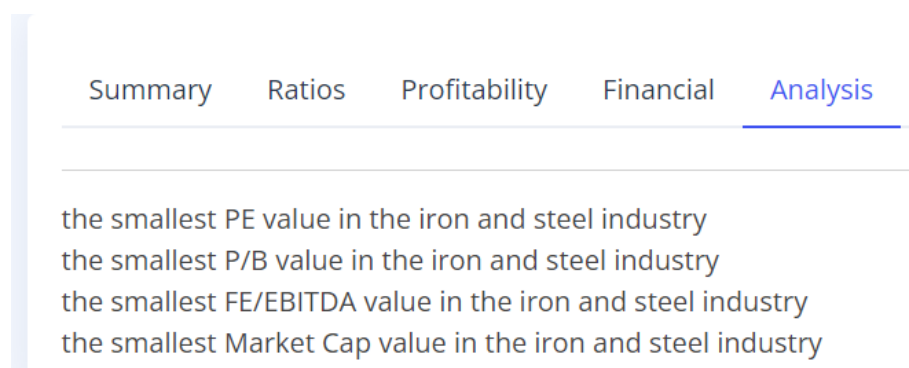 Summary Ratios Profitability Financial Analysis
the smallest PE value in the iron and steel industry
the smallest P/B value in the iron and steel industry
the smallest FE/EBITDA value in the iron and steel industry
the smallest Market Cap value in the iron and steel industry